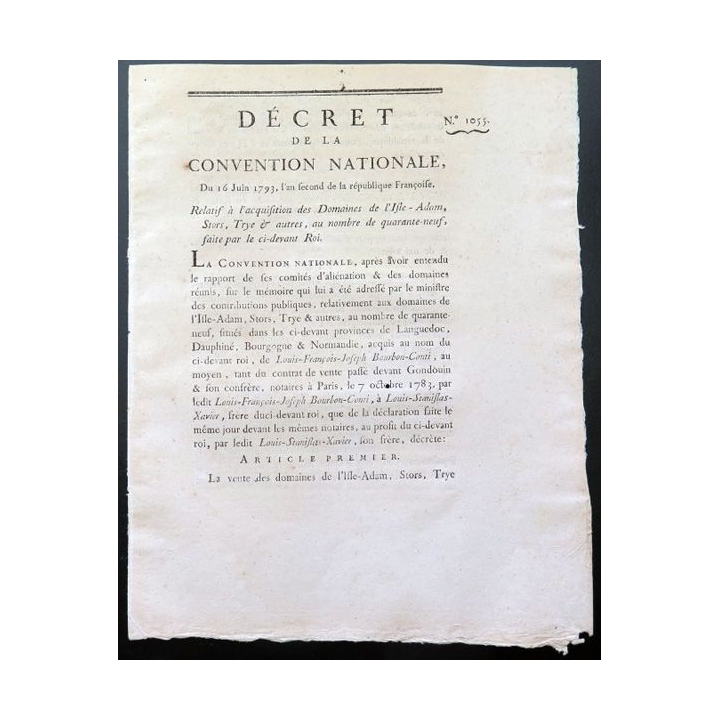 DÉCRET
N.º 1055.
DE LA
CONVENTION NATIONALE,
Du 16 Juin 1793, l'an second de la république Françoise.
Relatif à l'acquisition des Domaines de l'Iſle-Adam,
Stors, Trye & autres, au nombre de quarante-neuf,
faite par le ci-devant Roi.
LA CONVENTION NATIONALE, après avoir entendu
le rapport de ſes comités d'aliénation & des domaines
réunis, ſur le mémoire qui lui a été adreſſé par le miniſtre
des contributions publiques, relativement aux domaines de
l'Iſle-Adam, Stors, Trye & autres, au nombre de quarante-
neuf, ſitués dans les ci-devant provinces de Languedoc,
Dauphiné, Bourgogne & Normandie, acquis au nom du
ci-devant roi, de Louis-François-Joſeph Bourbon-Conti, au
moyen, tant du contrat de vente paſſé devant Gondouin
& ſon confrère, notaires à Paris, le 7 octobre 1783, par
ledit Louis-François-Joſeph Bourbon-Conti, à Louis-Staniſlas-
Xavier, frère duci-devant roi, que de la déclaration faite le
même jour devant les mêmes notaires, au profit du ci-devant
roi, par ledit Louis-Staniſlas-Xavier, ſon frère, décrète:
ARTICLE PREMIER.
La vente des domaines de l'Iſle-Adam, Stors, Trye